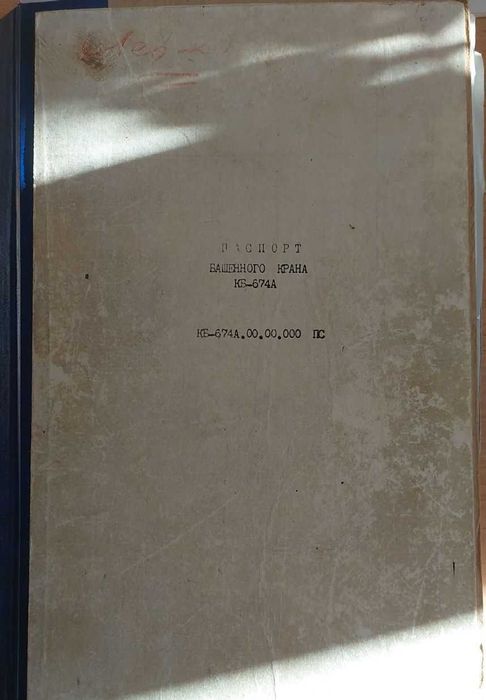 ПАСПОРТ
БАШЕННОГО КРАНА
КБ-674А
КБ-674А.00.00.000 ПС